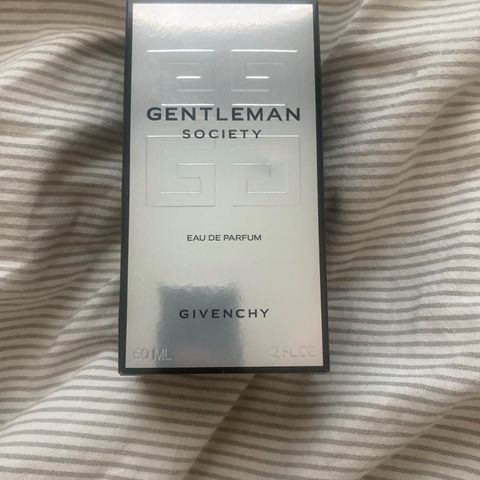 GENTLEMAN
SOCIETY
EAU DE PARFUM
GIVENCHY
60 ML 2 FL.OZ